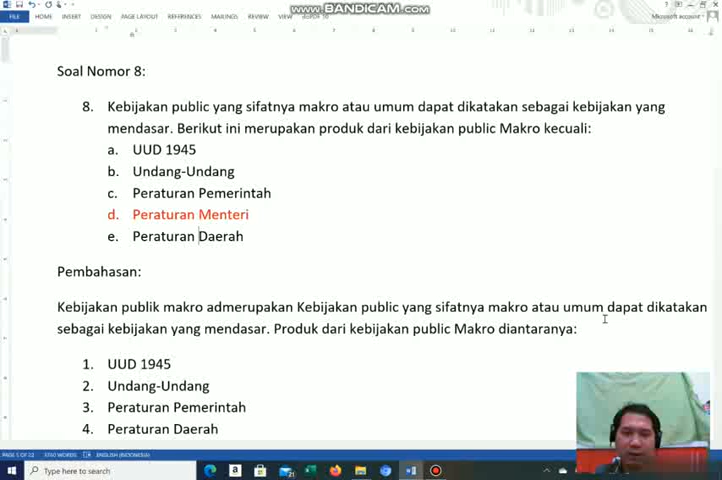 www.BANDICAM.com
FILE HOME INSERT DESIGN PAGE LAYOUT REFERENCES MAILINGS REVIEW VIEW
Microsoft account
Soal Nomor 8:
8. Kebijakan public yang sifatnya makro atau umum dapat dikatakan sebagai kebijakan yang
mendasar. Berikut ini merupakan produk dari kebijakan public Makro kecuali:
a. UUD 1945
b. Undang-Undang
c. Peraturan Pemerintah
d. Peraturan Menteri
e. Peraturan Daerah
Pembahasan:
Kebijakan publik makro admerupakan Kebijakan public yang sifatnya makro atau umum dapat dikatakan
sebagai kebijakan yang mendasar. Produk dari kebijakan public Makro diantaranya:
1. UUD 1945
2. Undang-Undang
3. Peraturan Pemerintah
4. Peraturan Daerah
ENGLISH (INDONESIA)
Type here to search